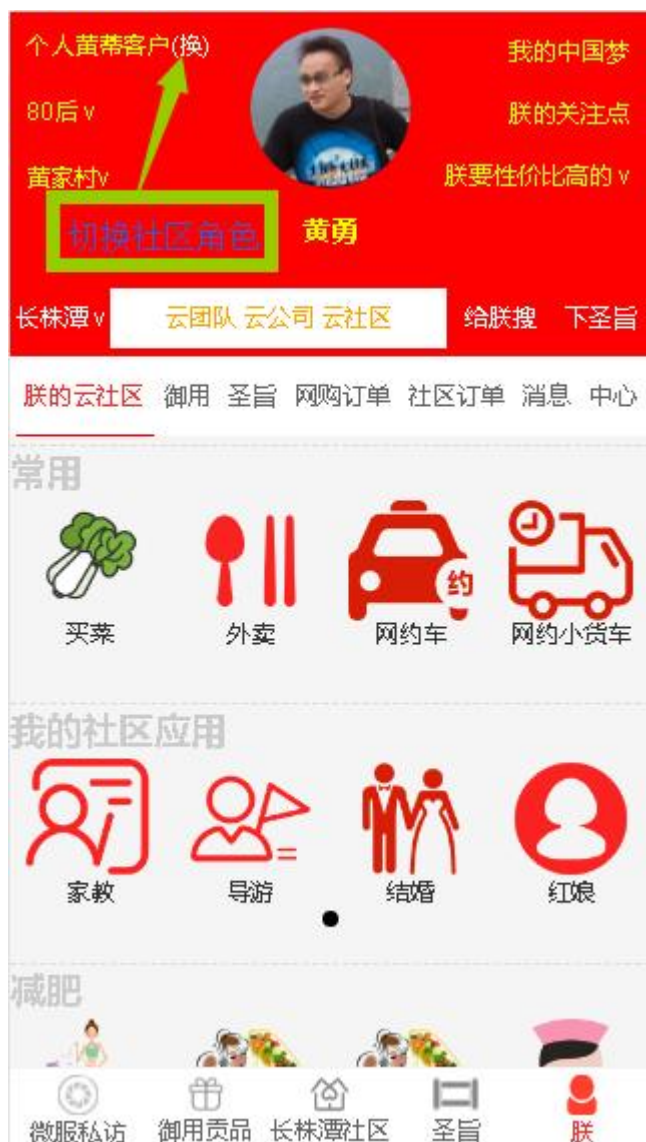 个人黄蒂客户(换)
我的中国梦
80后∨
朕的关注点
黄家村∨
朕要性价比高的∨
切换社区角色
黄勇
长株潭∨
云团队 云公司 云社区
给朕搜
下圣旨
朕的云社区 御用 圣旨 网购订单 社区订单 消息 中心
常用
约
买菜 外卖 网约车 网约小货车
我的社区应用
家教 导游 结婚 红娘
减肥
微服私访 御用贡品 长株潭社区 圣旨 朕